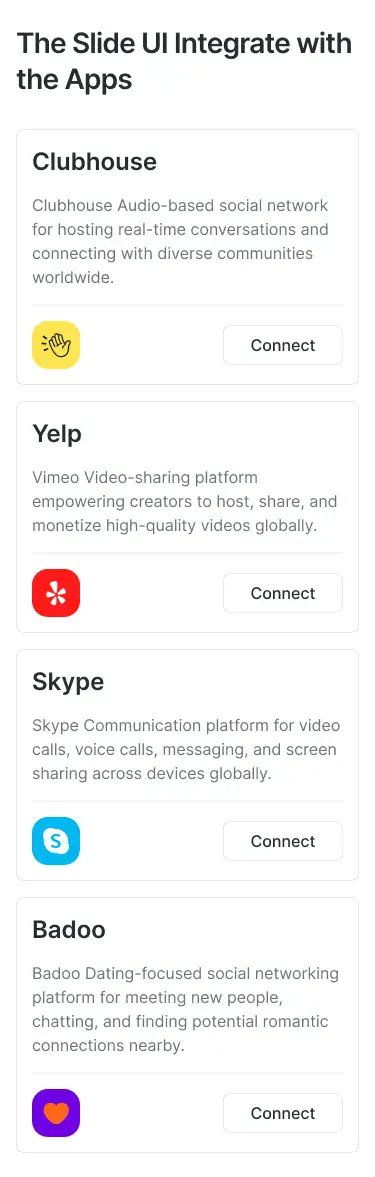 The Slide UI Integrate with
the Apps
Clubhouse
Clubhouse Audio-based social network
for hosting real-time conversations and
connecting with diverse communities
worldwide.
Connect
Yelp
Vimeo Video-sharing platform
empowering creators to host, share, and
monetize high-quality videos globally.
Connect
Skype
Skype Communication platform for video
calls, voice calls, messaging, and screen
sharing across devices globally.
S
Connect
Badoo
Badoo Dating-focused social networking
platform for meeting new people,
chatting, and finding potential romantic
connections nearby.
Connect